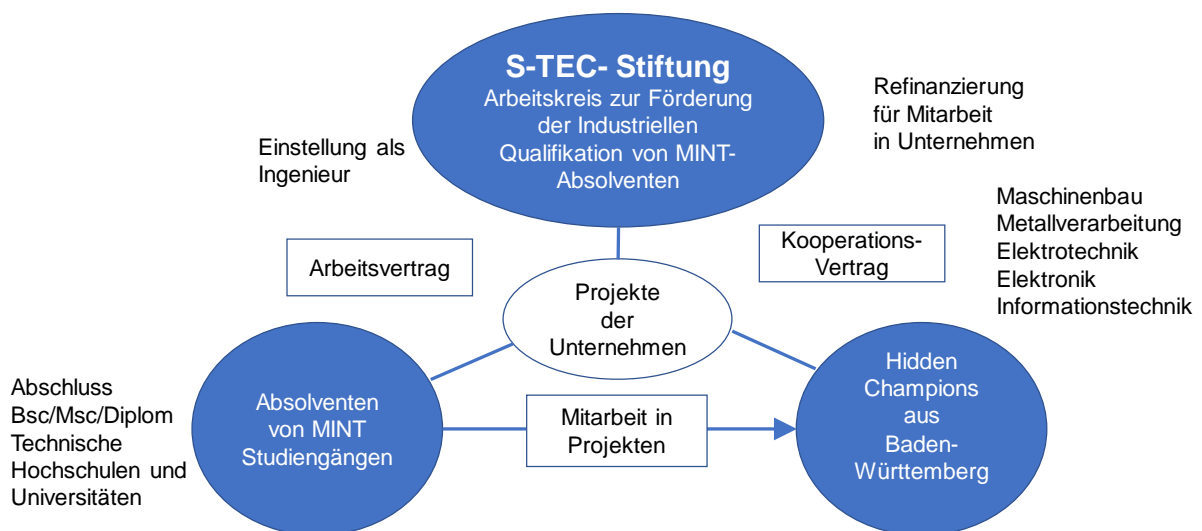 S-TEC- Stiftung
Arbeitskreis zur Förderung
der Industriellen
Qualifikation von MINT-
Absolventen
Refinanzierung
für Mitarbeit
in Unternehmen
Einstellung als
Ingenieur
Maschinenbau
Metallverarbeitung
Elektrotechnik
Elektronik
Informationstechnik
Arbeitsvertrag
Kooperations-
Vertrag
Projekte
der
Unternehmen
Abschluss
Bsc/Msc/Diplom
Technische
Hochschulen und
Universitäten
Absolventen
von MINT
Studiengängen
Mitarbeit in
Projekten
Hidden
Champions
aus
Baden-
Württemberg